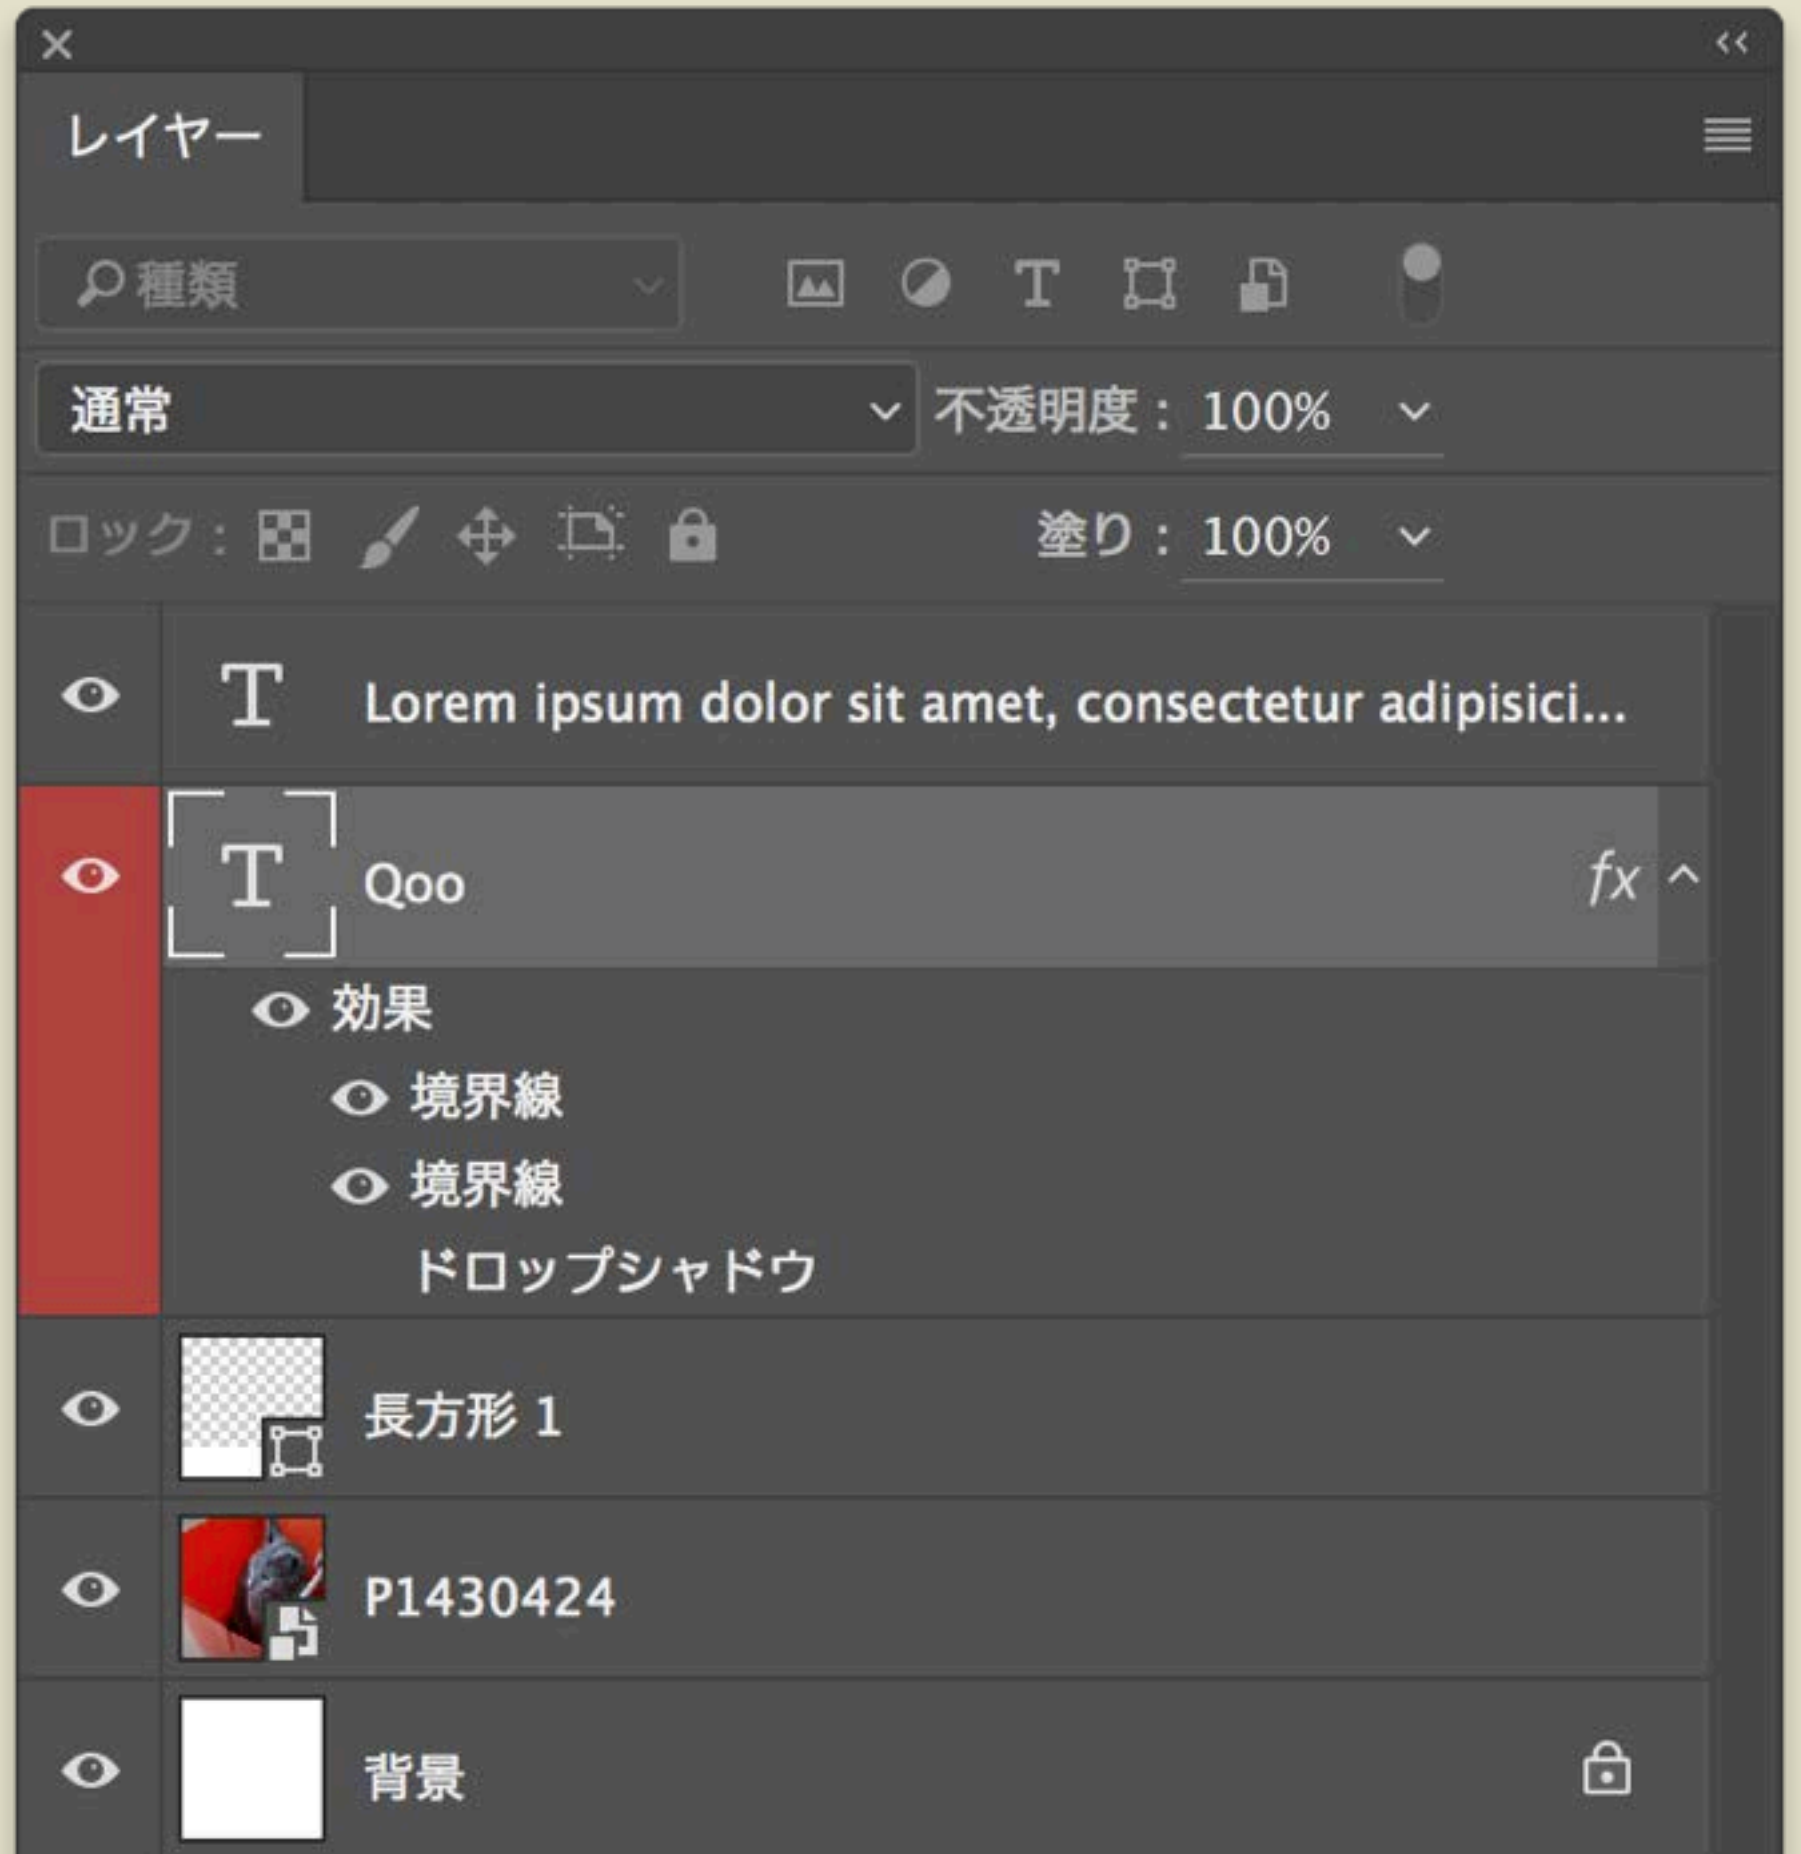 レイヤー
種類
通常 不透明度： 100%
ロック： 塗り： 100%
Lorem ipsum dolor sit amet, consectetur adipisici...
Qoo fx
効果
境界線
境界線
ドロップシャドウ
長方形 1
P1430424
背景